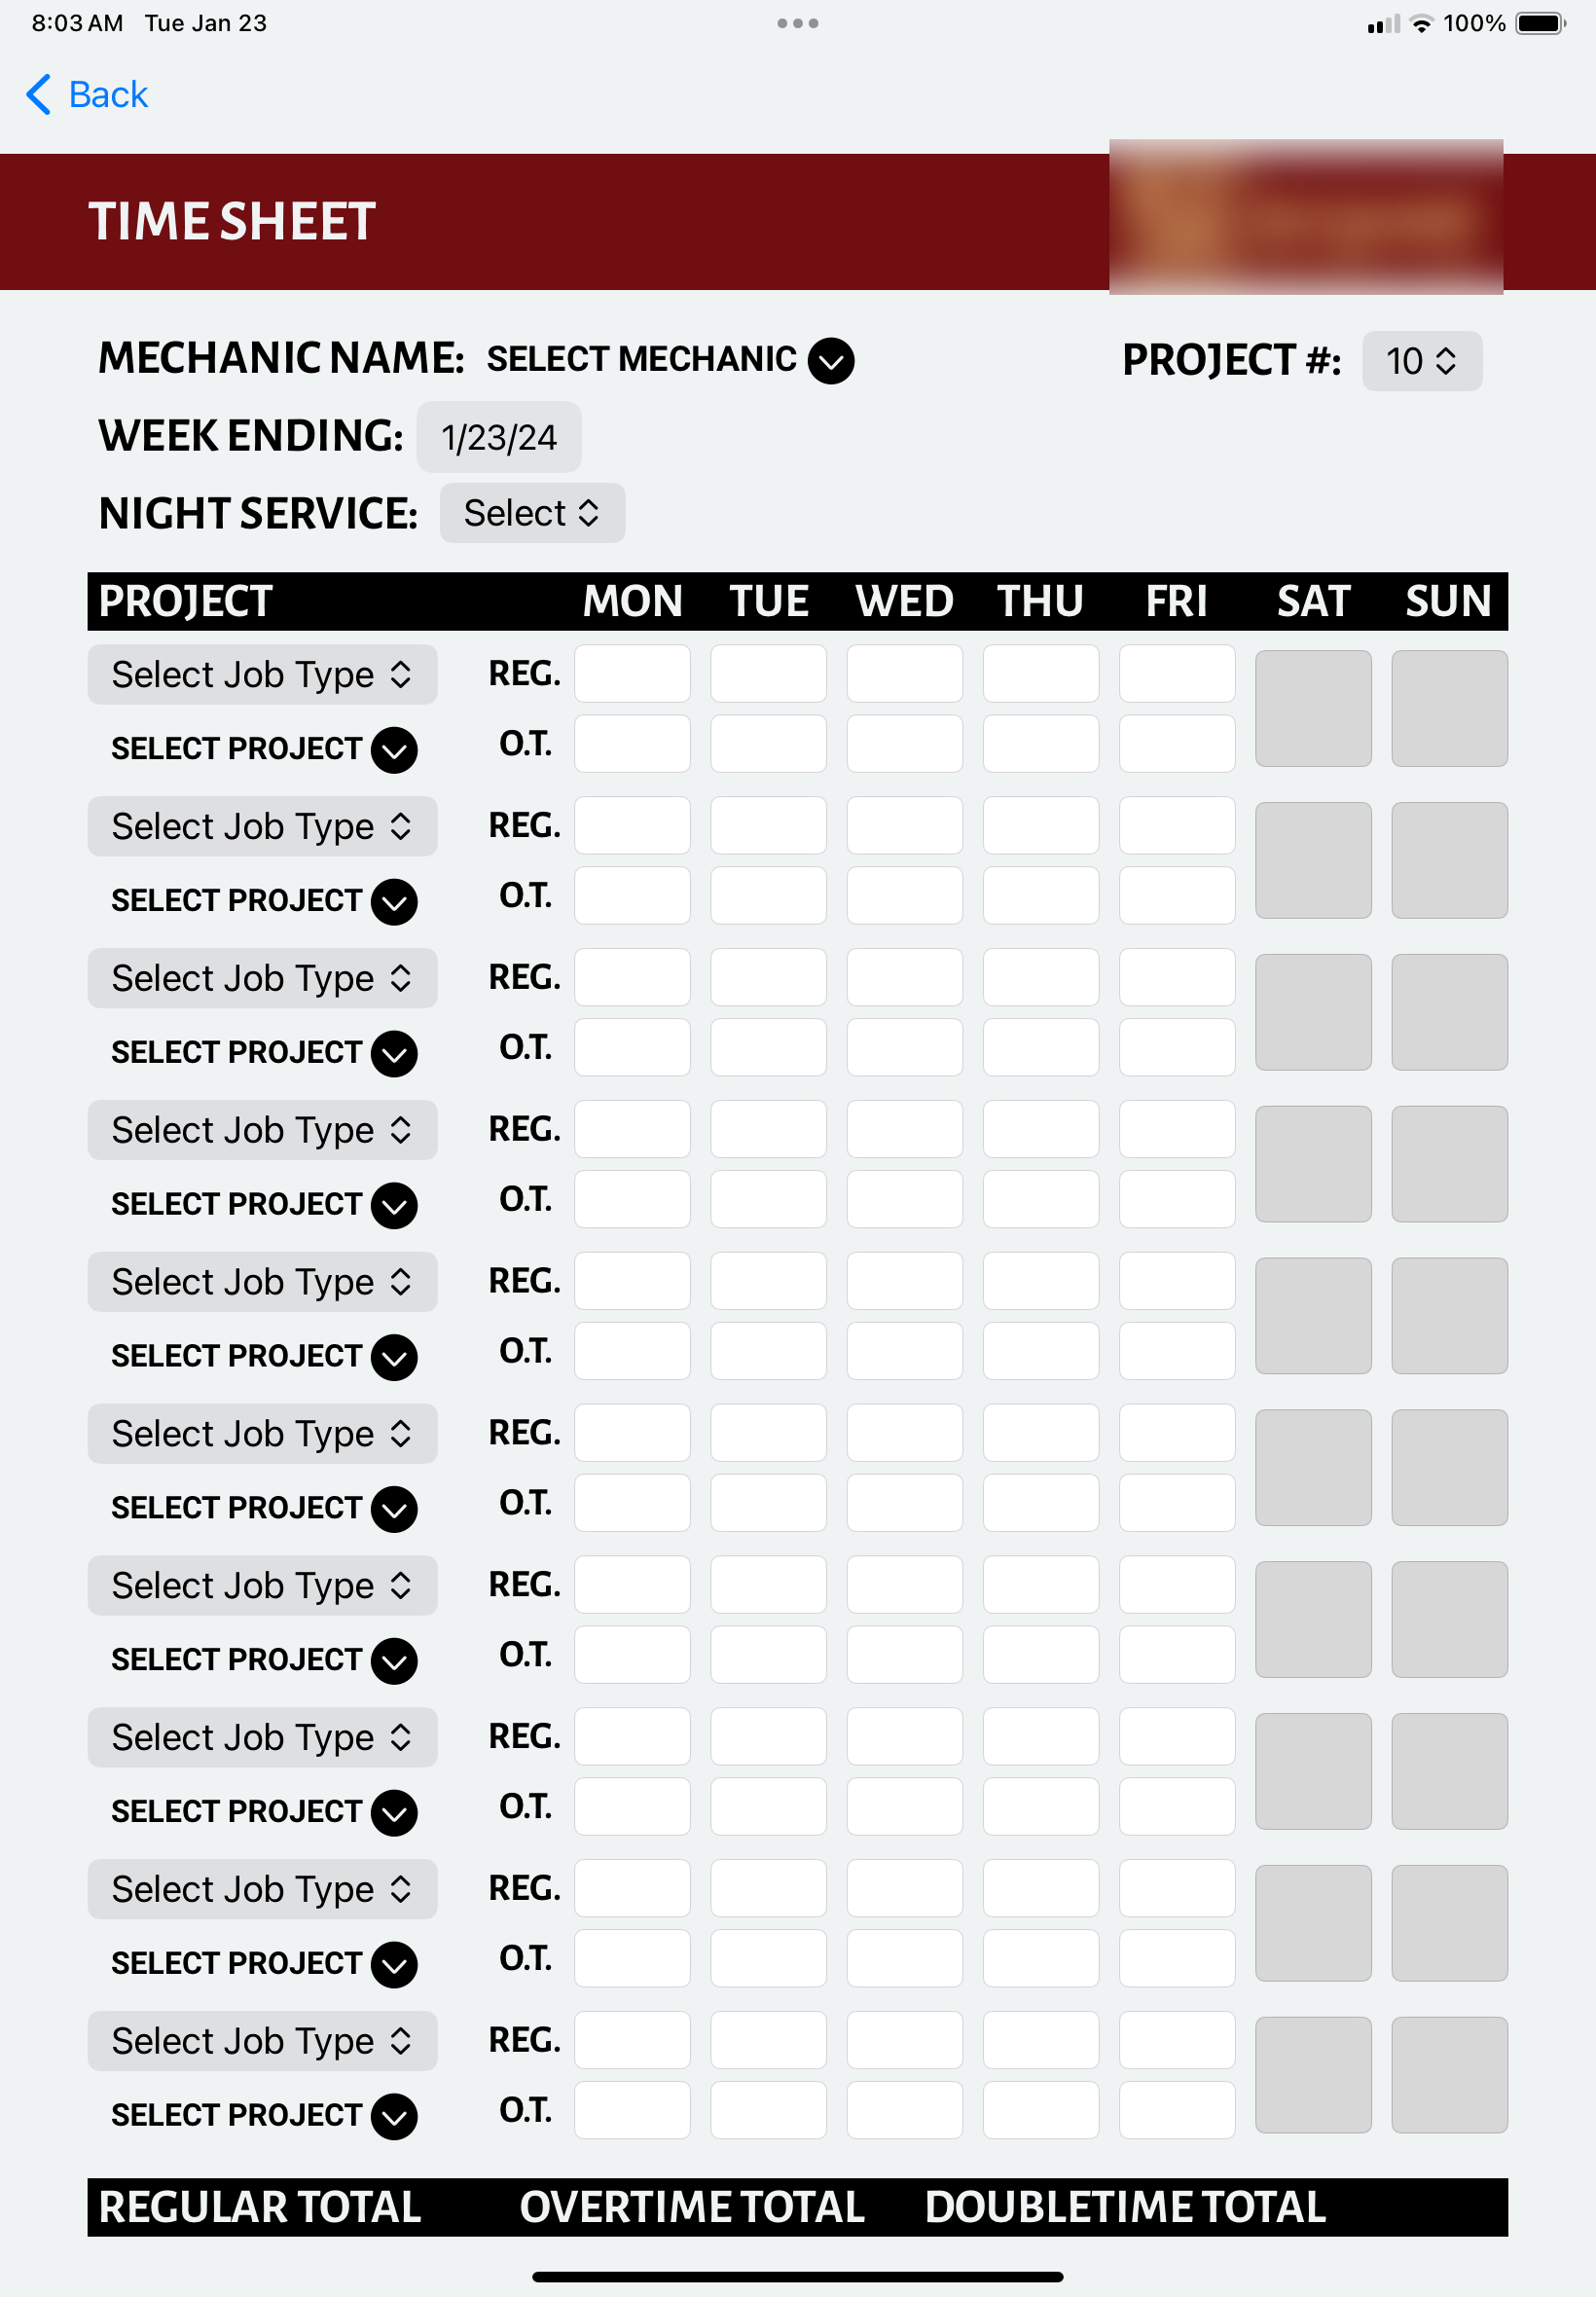 8:03 AM Tue Jan 23 100%
Back
TIME SHEET
MECHANIC NAME: SELECT MECHANIC PROJECT #: 10
WEEK ENDING: 1/23/24
NIGHT SERVICE: Select
PROJECT MON TUE WED THU FRI SAT SUN
Select Job Type REG.
SELECT PROJECT O.T.
Select Job Type REG.
SELECT PROJECT O.T.
Select Job Type REG.
SELECT PROJECT O.T.
Select Job Type REG.
SELECT PROJECT O.T.
Select Job Type REG.
SELECT PROJECT O.T.
Select Job Type REG.
SELECT PROJECT O.T.
Select Job Type REG.
SELECT PROJECT O.T.
Select Job Type REG.
SELECT PROJECT O.T.
Select Job Type REG.
SELECT PROJECT O.T.
Select Job Type REG.
SELECT PROJECT O.T.
REGULAR TOTAL OVERTIME TOTAL DOUBLETIME TOTAL